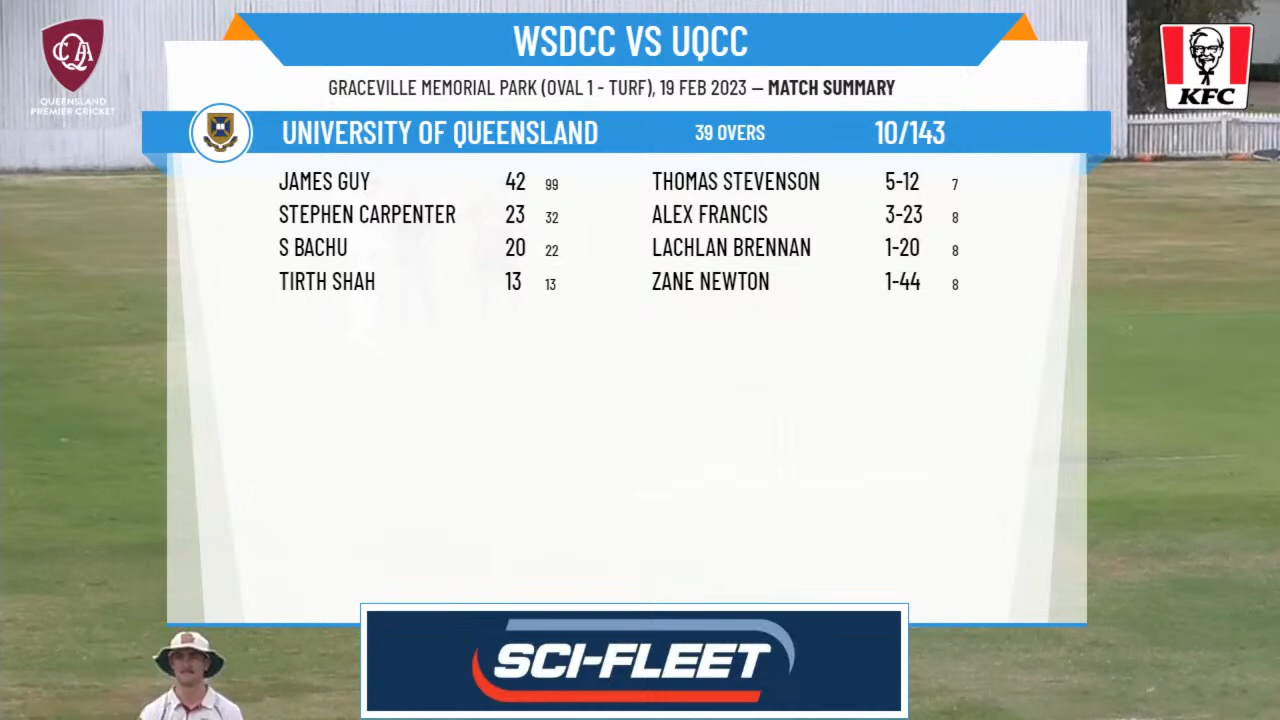 WSDCC VS UQCC
QUEENSLAND
PREMIER CRICKET
KFC
GRACEVILLE MEMORIAL PARK (OVAL 1 - TURF), 19 FEB 2023 – MATCH SUMMARY
UNIVERSITY OF QUEENSLAND 39 OVERS 10/143
JAMES GUY 42 99 THOMAS STEVENSON 5-12 7
STEPHEN CARPENTER 23 32 ALEX FRANCIS 3-23 8
S BACHU 20 22 LACHLAN BRENNAN 1-20 8
TIRTH SHAH 13 13 ZANE NEWTON 1-44 8
SCI-FLEET